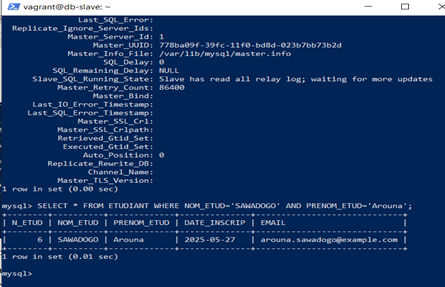 vagrant@db-slave: ~
Last_SQL_Error:
Replicate_Ignore_Server_Ids:
Master_Server_Id: 1
Master_UUID: 778ba09f-39fc-11f0-bd8d-023b7bb73b2d
Master_Info_File: /var/lib/mysql/master.info
SQL_Delay: 0
SQL_Remaining_Delay: NULL
Slave_SQL_Running_State: Slave has read all relay log; waiting for more updates
Master_Retry_Count: 86400
Master_Bind:
Last_IO_Error_Timestamp:
Last_SQL_Error_Timestamp:
Master_SSL_Crl:
Master_SSL_Crlpath:
Retrieved_Gtid_Set:
Executed_Gtid_Set:
Auto_Position: 0
Replicate_Rewrite_DB:
Channel_Name:
Master_TLS_Version:
1 row in set (0.00 sec)
mysql> SELECT * FROM ETUDIANT WHERE NOM_ETUD='SAWADOGO' AND PRENOM_ETUD='Arouna';
+--------+----------+-------------+--------------+-----------------------------+
| N_ETUD | NOM_ETUD | PRENOM_ETUD | DATE_INSCRIP | EMAIL |
+--------+----------+-------------+--------------+-----------------------------+
| 6 | SAWADOGO | Arouna | 2025-05-27 | arouna.sawadogo@example.com |
+--------+----------+-------------+--------------+-----------------------------+
1 row in set (0.01 sec)
mysql>